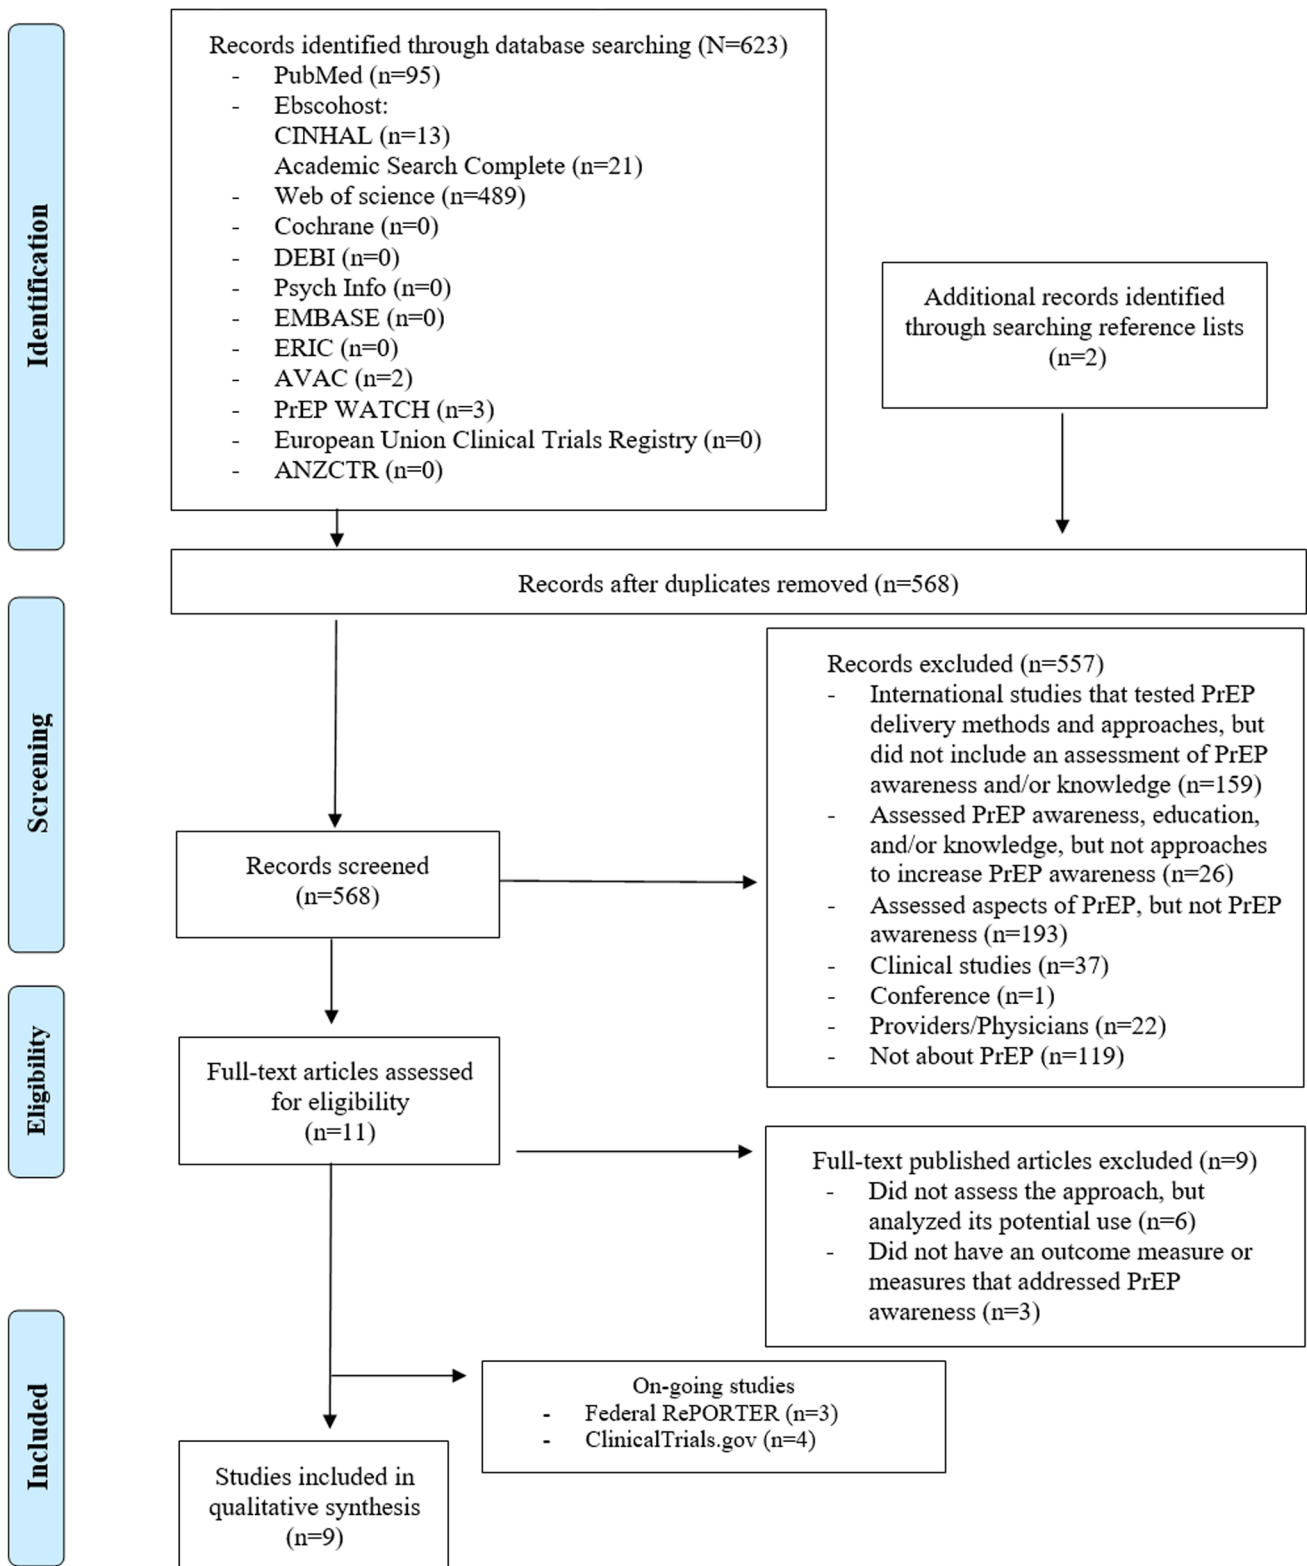 Identification
Records identified through database searching (N=623)
- PubMed (n=95)
- Ebscohost:
CINHAL (n=13)
Academic Search Complete (n=21)
- Web of science (n=489)
- Cochrane (n=0)
- DEBI (n=0)
- Psych Info (n=0)
- EMBASE (n=0)
- ERIC (n=0)
- AVAC (n=2)
- PrEP WATCH (n=3)
- European Union Clinical Trials Registry (n=0)
- ANZCTR (n=0)
Additional records identified
through searching reference lists
(n=2)
Records after duplicates removed (n=568)
Screening
Records screened
(n=568)
Records excluded (n=557)
- International studies that tested PrEP
delivery methods and approaches, but
did not include an assessment of PrEP
awareness and/or knowledge (n=159)
- Assessed PrEP awareness, education,
and/or knowledge, but not approaches
to increase PrEP awareness (n=26)
- Assessed aspects of PrEP, but not PrEP
awareness (n=193)
- Clinical studies (n=37)
- Conference (n=1)
- Providers/Physicians (n=22)
- Not about PrEP (n=119)
Eligibility
Full-text articles assessed
for eligibility
(n=11)
Full-text published articles excluded (n=9)
- Did not assess the approach, but
analyzed its potential use (n=6)
- Did not have an outcome measure or
measures that addressed PrEP
awareness (n=3)
Included
On-going studies
- Federal RePORTER (n=3)
- ClinicalTrials.gov (n=4)
Studies included in
qualitative synthesis
(n=9)